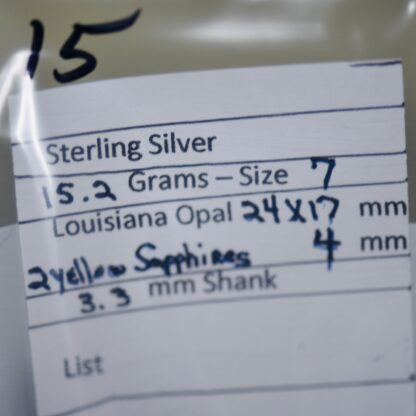 15
Sterling Silver
15.2 Grams – Size 7
Louisiana Opal 24X17 mm
2 Yellow Sapphires 4 mm
3.3 mm Shank
List